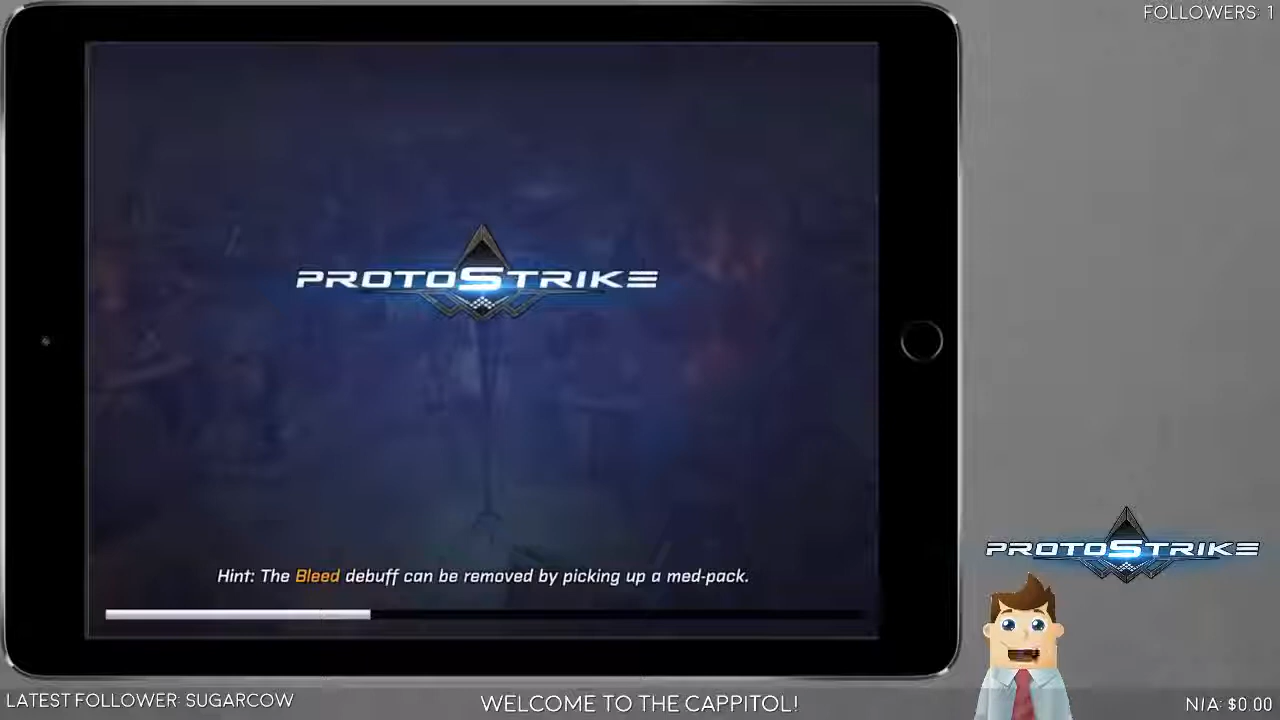 FOLLOWERS: 1
PROTOSTRIKE
Hint: The Bleed debuff can be removed by picking up a med-pack.
PROTOSTRIKE
LATEST FOLLOWER: SUGARCOW
WELCOME TO THE CAPPITOL!
N/A: $0.00